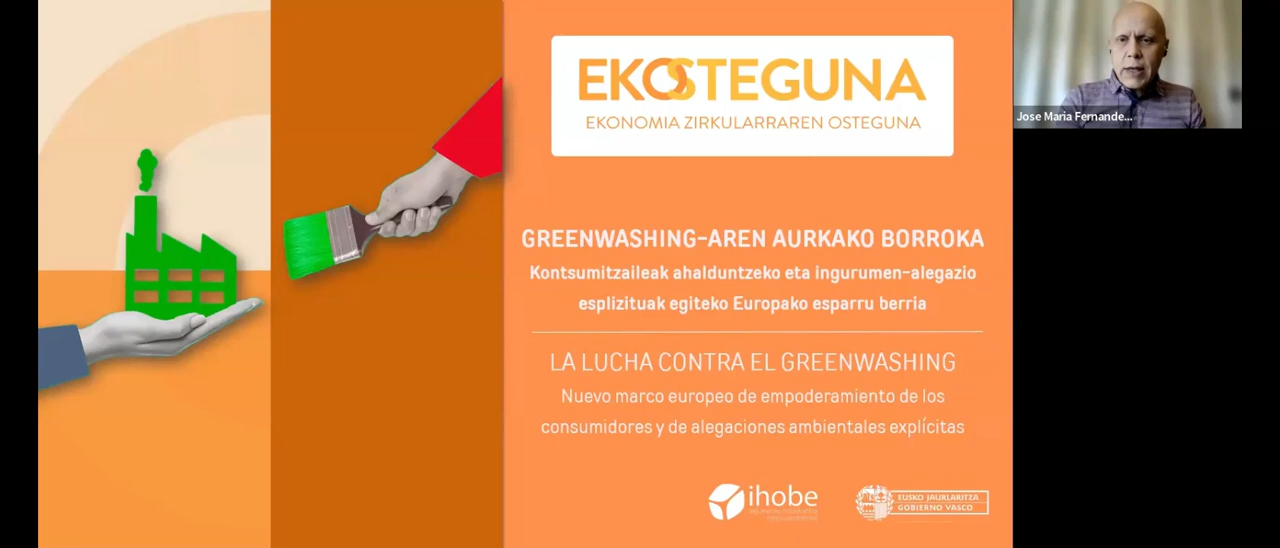 EKOSTEGUNA
EKONOMIA ZIRKULARRAREN OSTEGUNA
Jose Maria Fernande...
GREENWASHING-AREN AURKAKO BORROKA
Kontsumitzaileak ahalduntzeko eta ingurumen-alegazio
esplizituak egiteko Europako esparru berria
LA LUCHA CONTRA EL GREENWASHING
Nuevo marco europeo de empoderamiento de los
consumidores y de alegaciones ambientales explícitas
ihobe
EUSKO JAURLARITZA
GOBIERNO VASCO